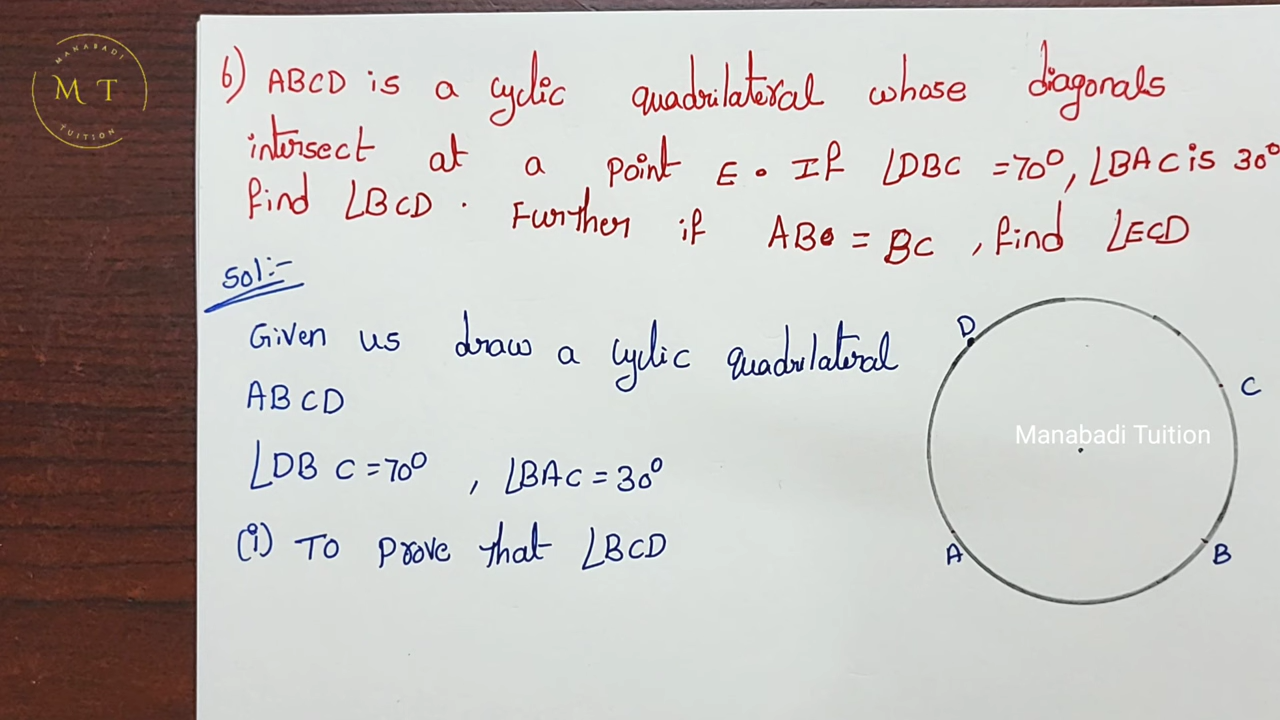 MANABADI
M T
TUITION
6) ABCD is a cyclic quadrilateral whose diagonals
intersect at a point E. If ∠DBC = 70°, ∠BAC is 30°
find ∠BCD. Further if AB = BC, find ∠ECD
Sol:-
Given us draw a cyclic quadrilateral
ABCD
∠DBC = 70°, ∠BAC = 30°
(i) To prove that ∠BCD
D
C
Manabadi Tuition
A
B